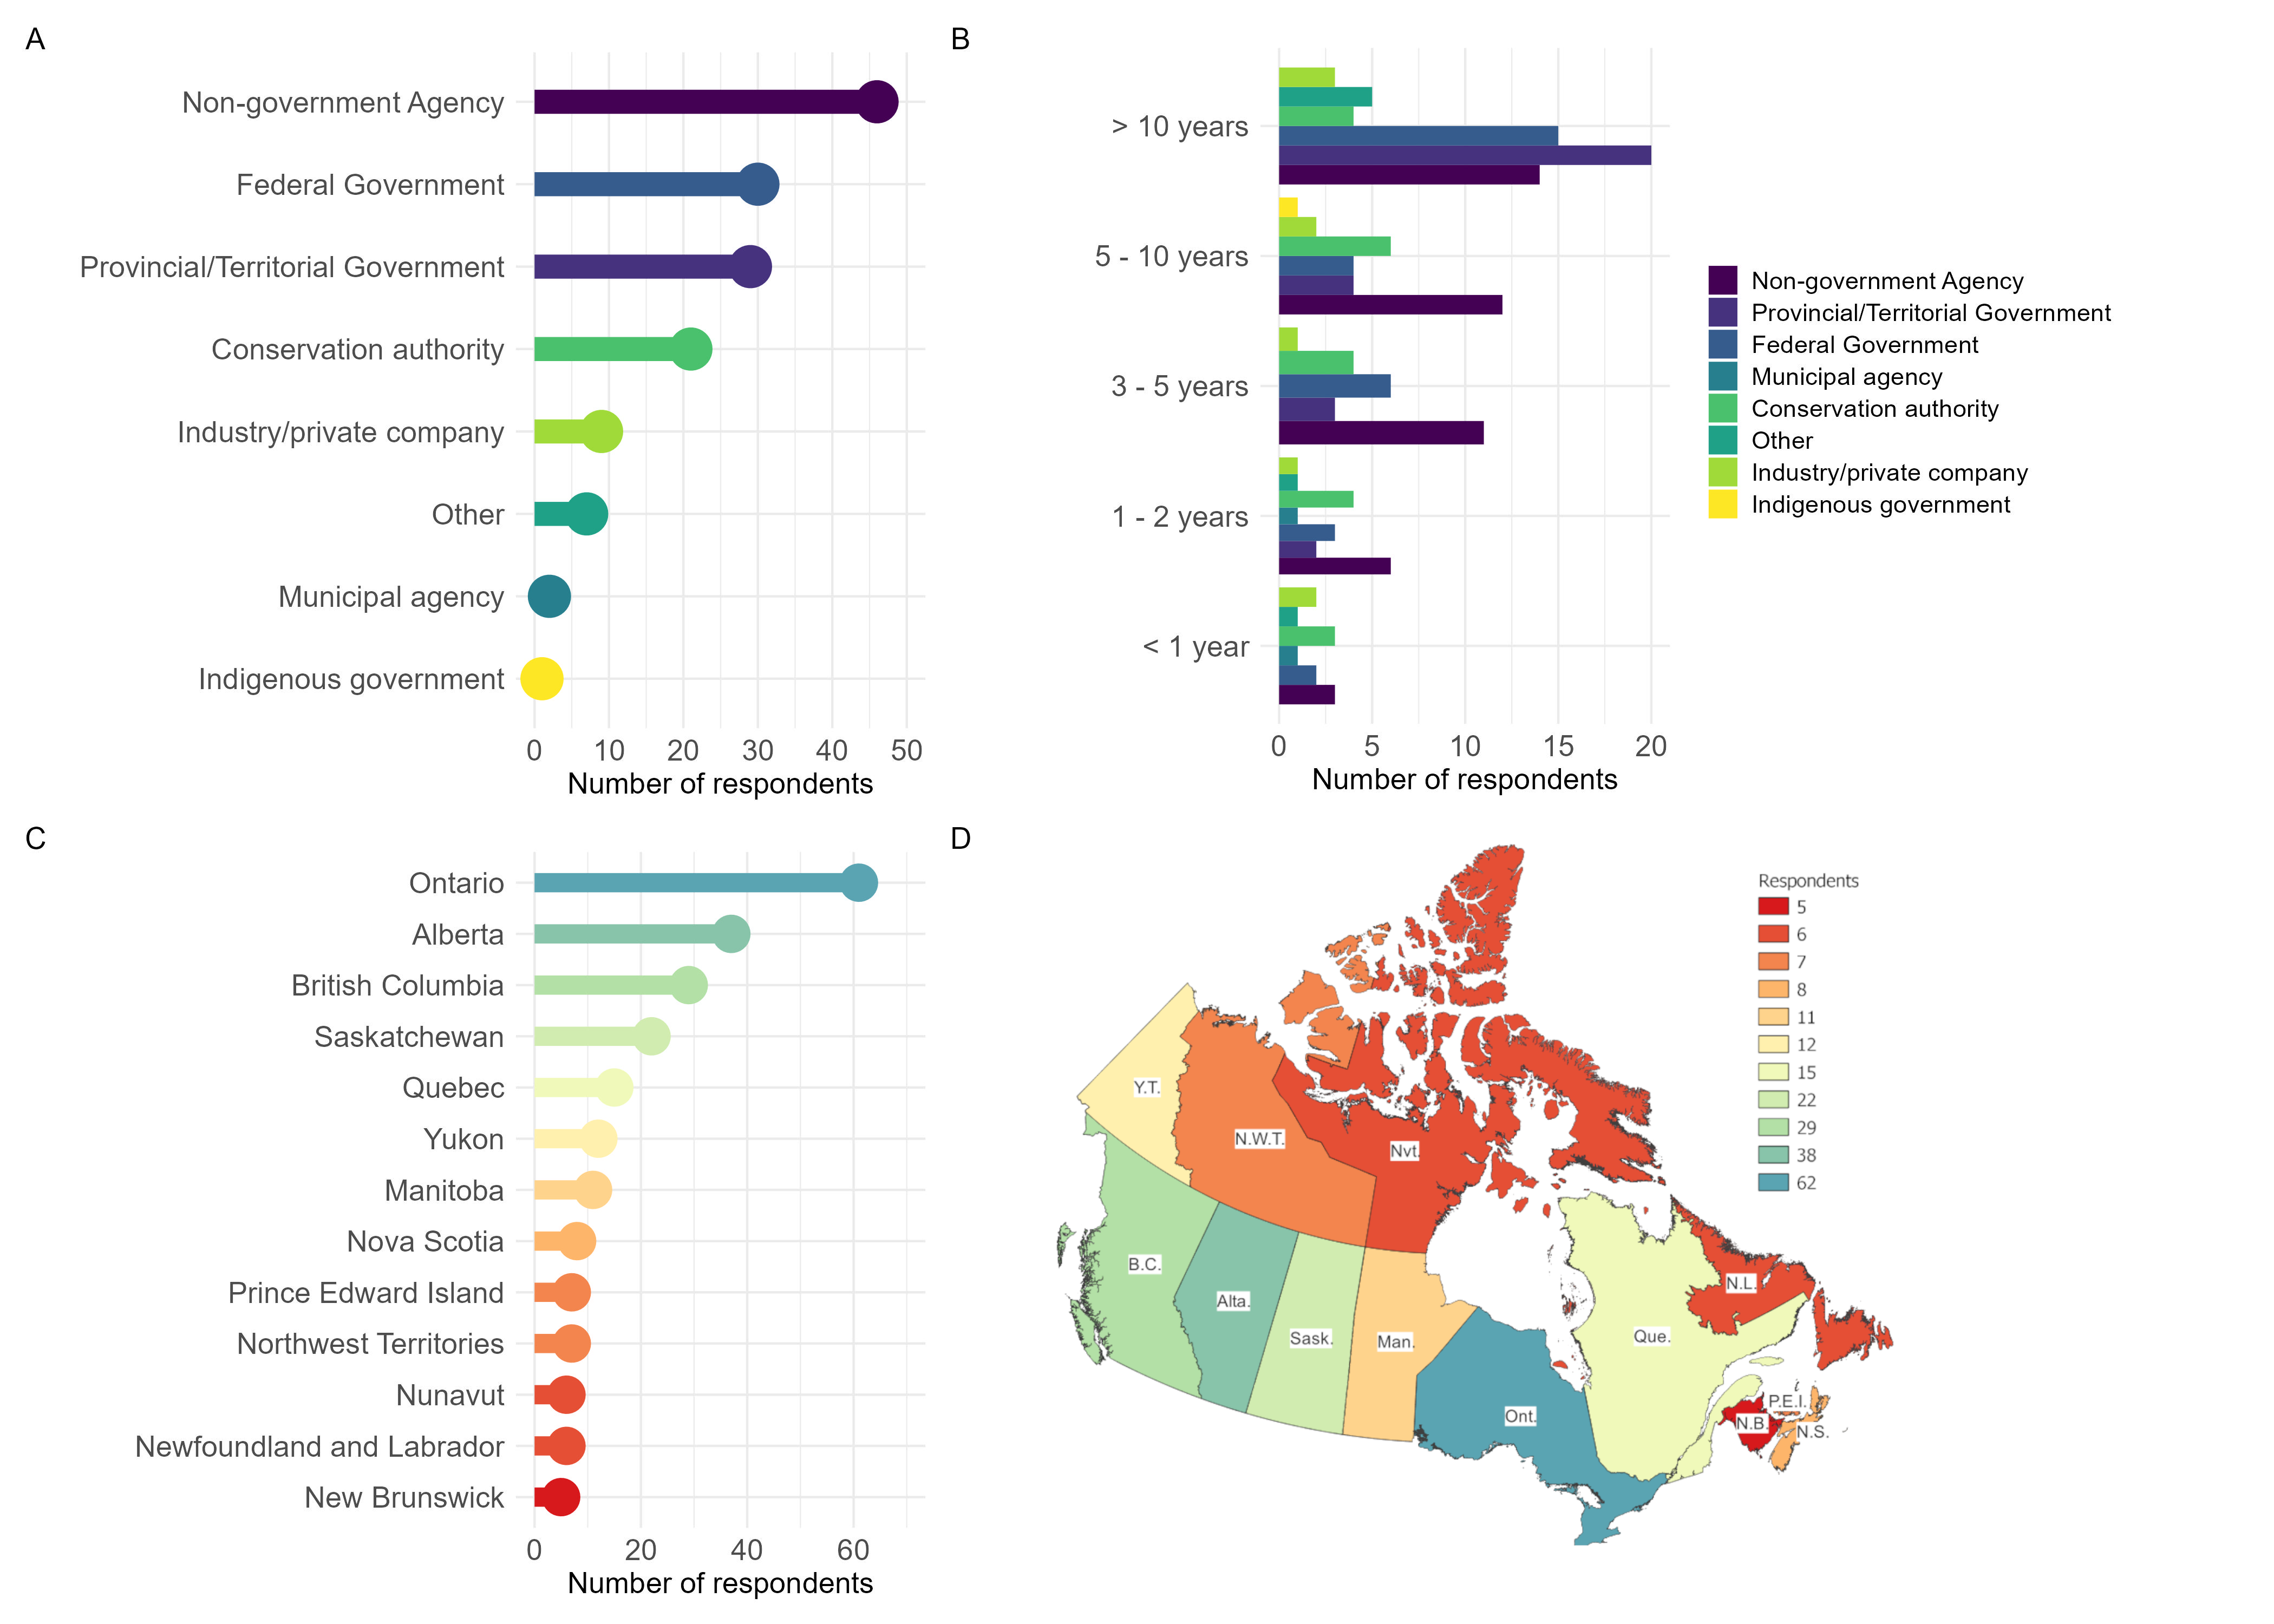 A
Non-government Agency
Federal Government
Provincial/Territorial Government
Conservation authority
Industry/private company
Other
Municipal agency
Indigenous government
0 10 20 30 40 50
Number of respondents
B
> 10 years
5 - 10 years
3 - 5 years
1 - 2 years
< 1 year
0 5 10 15 20
Number of respondents
Non-government Agency
Provincial/Territorial Government
Federal Government
Municipal agency
Conservation authority
Other
Industry/private company
Indigenous government
C
Ontario
Alberta
British Columbia
Saskatchewan
Quebec
Yukon
Manitoba
Nova Scotia
Prince Edward Island
Northwest Territories
Nunavut
Newfoundland and Labrador
New Brunswick
0 20 40 60
Number of respondents
D
Respondents
5
6
7
8
11
12
15
22
29
38
62
Y.T.
N.W.T.
Nvt.
B.C.
Alta.
Sask.
Man.
Ont.
Que.
N.L.
P.E.I.
N.B.
N.S.